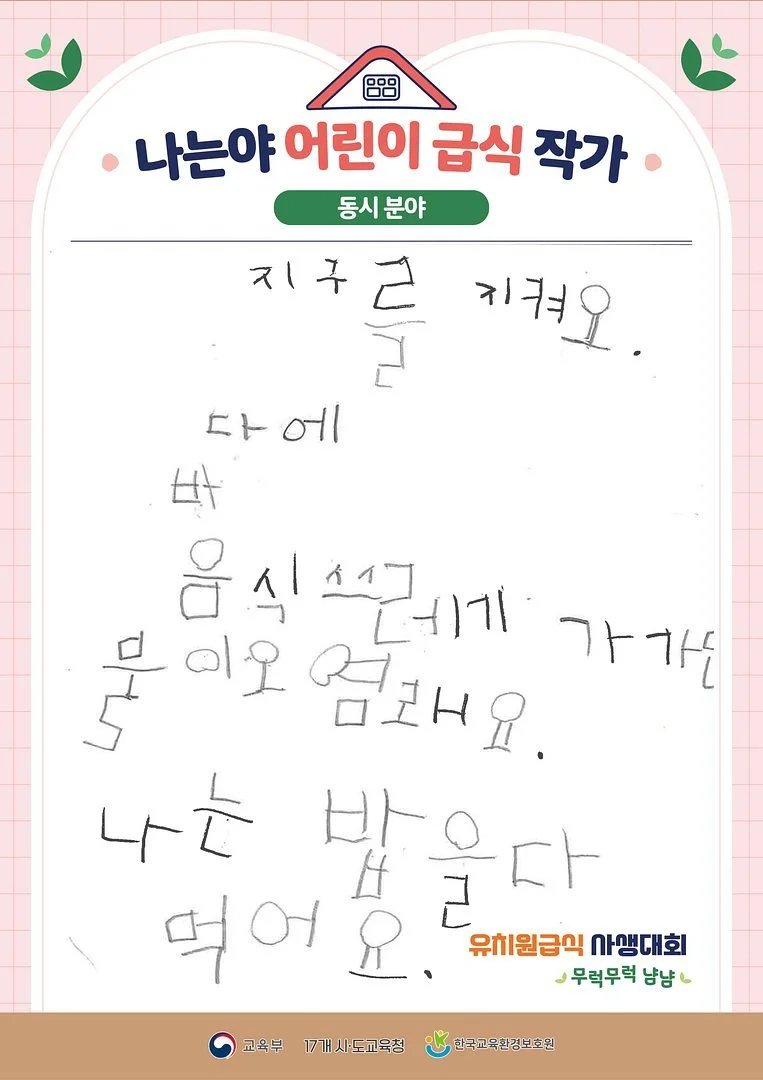 나는야 어린이 급식 작가
동시 분야
지구를 지켜요.
다에
바
음식쓰레기 가 가면
물이오염래요.
나는 밥을다
먹어요.
유치원급식 사생대회
무럭무럭 냠냠
교육부 17개 시·도교육청 한국교육환경보호원